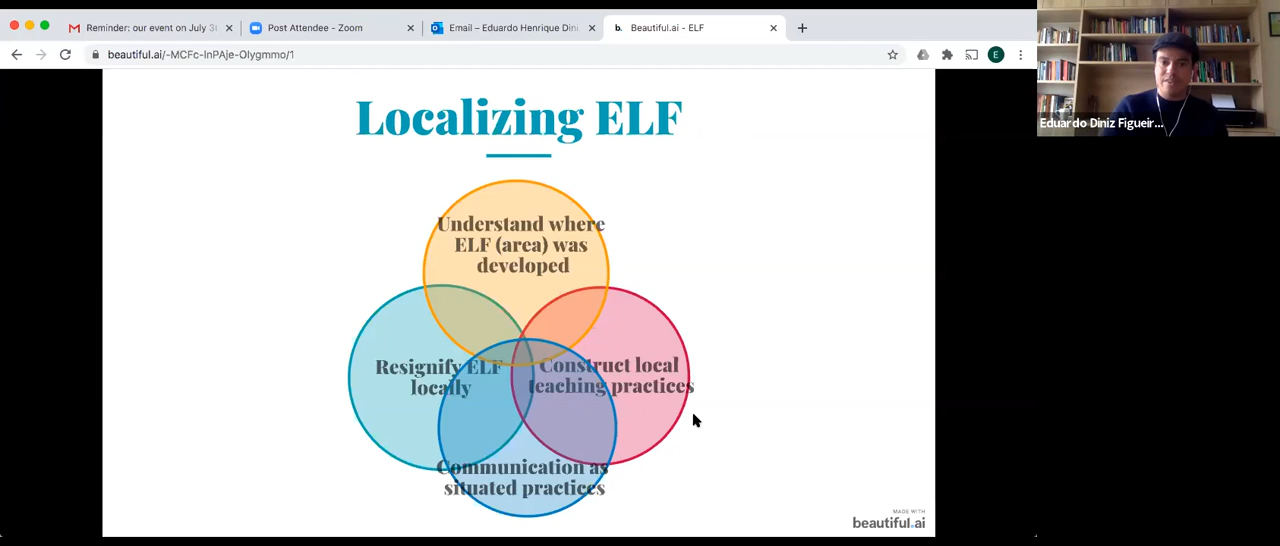 Reminder: our event on July 3
Post Attendee - Zoom
Email – Eduardo Henrique Dini
Beautiful.ai - ELF
beautiful.ai/-MCFc-InPAje-OIygmmo/1
E
Eduardo Diniz Figueir...
Localizing ELF
Understand where
ELF (area) was
developed
Resignify ELF
locally
Construct local
teaching practices
Communication as
situated practices
MADE WITH
beautiful.ai